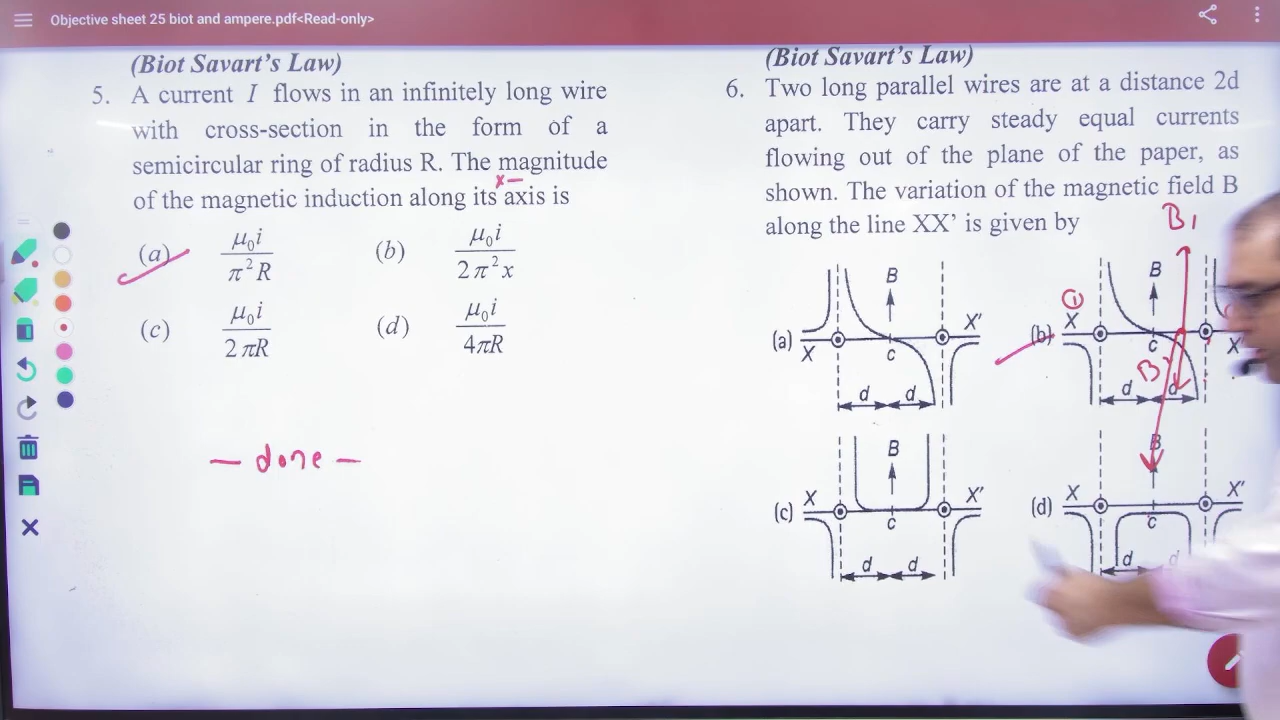 Objective sheet 25 biot and ampere.pdf<Read-only>
(Biot Savart's Law)
5. A current I flows in an infinitely long wire
with cross-section in the form of a
semicircular ring of radius R. The magnitude
of the magnetic induction along its axis is
x –
(a) μ₀i / π²R (b) μ₀i / 2π²x
(c) μ₀i / 2πR (d) μ₀i / 4πR
– done –
(Biot Savart's Law)
6. Two long parallel wires are at a distance 2d
apart. They carry steady equal currents
flowing out of the plane of the paper, as
shown. The variation of the magnetic field B
along the line XX' is given by
(a) B X X' c d d
(b) B X X' c d d
① B₁ B
(c) B X X' c d d
(d) B X X' c d d